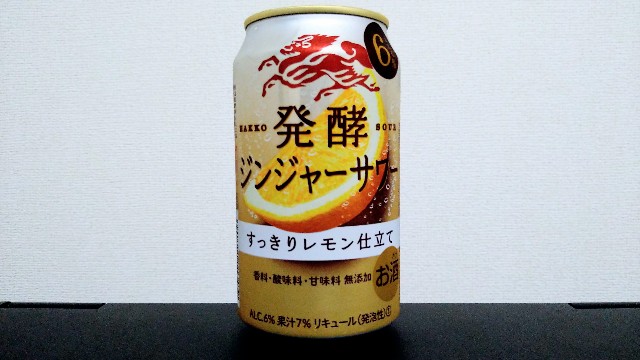 6%
HAKKO 発酵 SOUR
ジンジャーサワー
すっきりレモン仕立て
香料・酸味料・甘味料 無添加
お酒
ALC.6% 果汁7% リキュール(発泡性)①